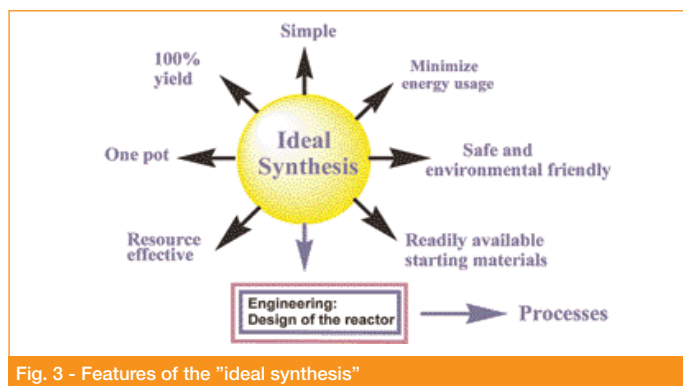 Simple
100%
yield
Minimize
energy usage
One pot
Ideal
Synthesis
Safe and
environmental friendly
Resource
effective
Readily available
starting materials
Engineering:
Design of the reactor
Processes
Fig. 3 - Features of the ”ideal synthesis”